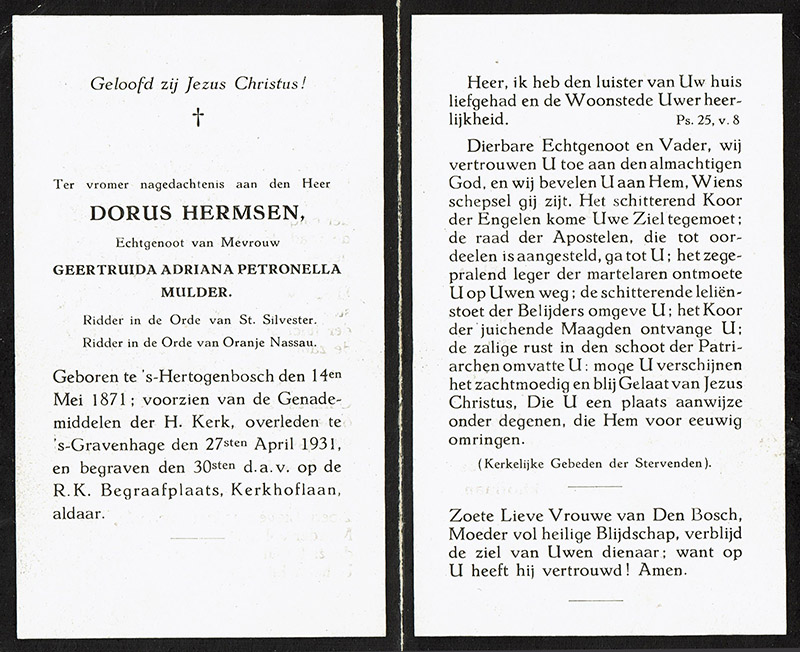 Geloofd zij Jezus Christus!
†
Ter vromer nagedachtenis aan den Heer
DORUS HERMSEN,
Echtgenoot van Mevrouw
GEERTRUIDA ADRIANA PETRONELLA
MULDER.
Ridder in de Orde van St. Silvester.
Ridder in de Orde van Oranje Nassau.
Geboren te 's-Hertogenbosch den 14en
Mei 1871; voorzien van de Genade-
middelen der H. Kerk, overleden te
's-Gravenhage den 27sten April 1931,
en begraven den 30sten d.a.v. op de
R.K. Begraafplaats, Kerkhoflaan,
aldaar.
Heer, ik heb den luister van Uw huis
liefgehad en de Woonstede Uwer heer-
lijkheid. Ps. 25, v. 8
Dierbare Echtgenoot en Vader, wij
vertrouwen U toe aan den almachtigen
God, en wij bevelen U aan Hem, Wiens
schepsel gij zijt. Het schitterend Koor
der Engelen kome Uwe Ziel tegemoet;
de raad der Apostelen, die tot oor-
deelen is aangesteld, ga tot U; het zege-
pralend leger der martelaren ontmoete
U op Uwen weg; de schitterende leliën-
stoet der Belijders omgeve U; het Koor
der juichende Maagden ontvange U;
de zalige rust in den schoot der Patri-
archen omvatte U: moge U verschijnen
het zachtmoedig en blij Gelaat van Jezus
Christus, Die U een plaats aanwijze
onder degenen, die Hem voor eeuwig
omringen.
(Kerkelijke Gebeden der Stervenden).
Zoete Lieve Vrouwe van Den Bosch,
Moeder vol heilige Blijdschap, verblijd
de ziel van Uwen dienaar; want op
U heeft hij vertrouwd! Amen.